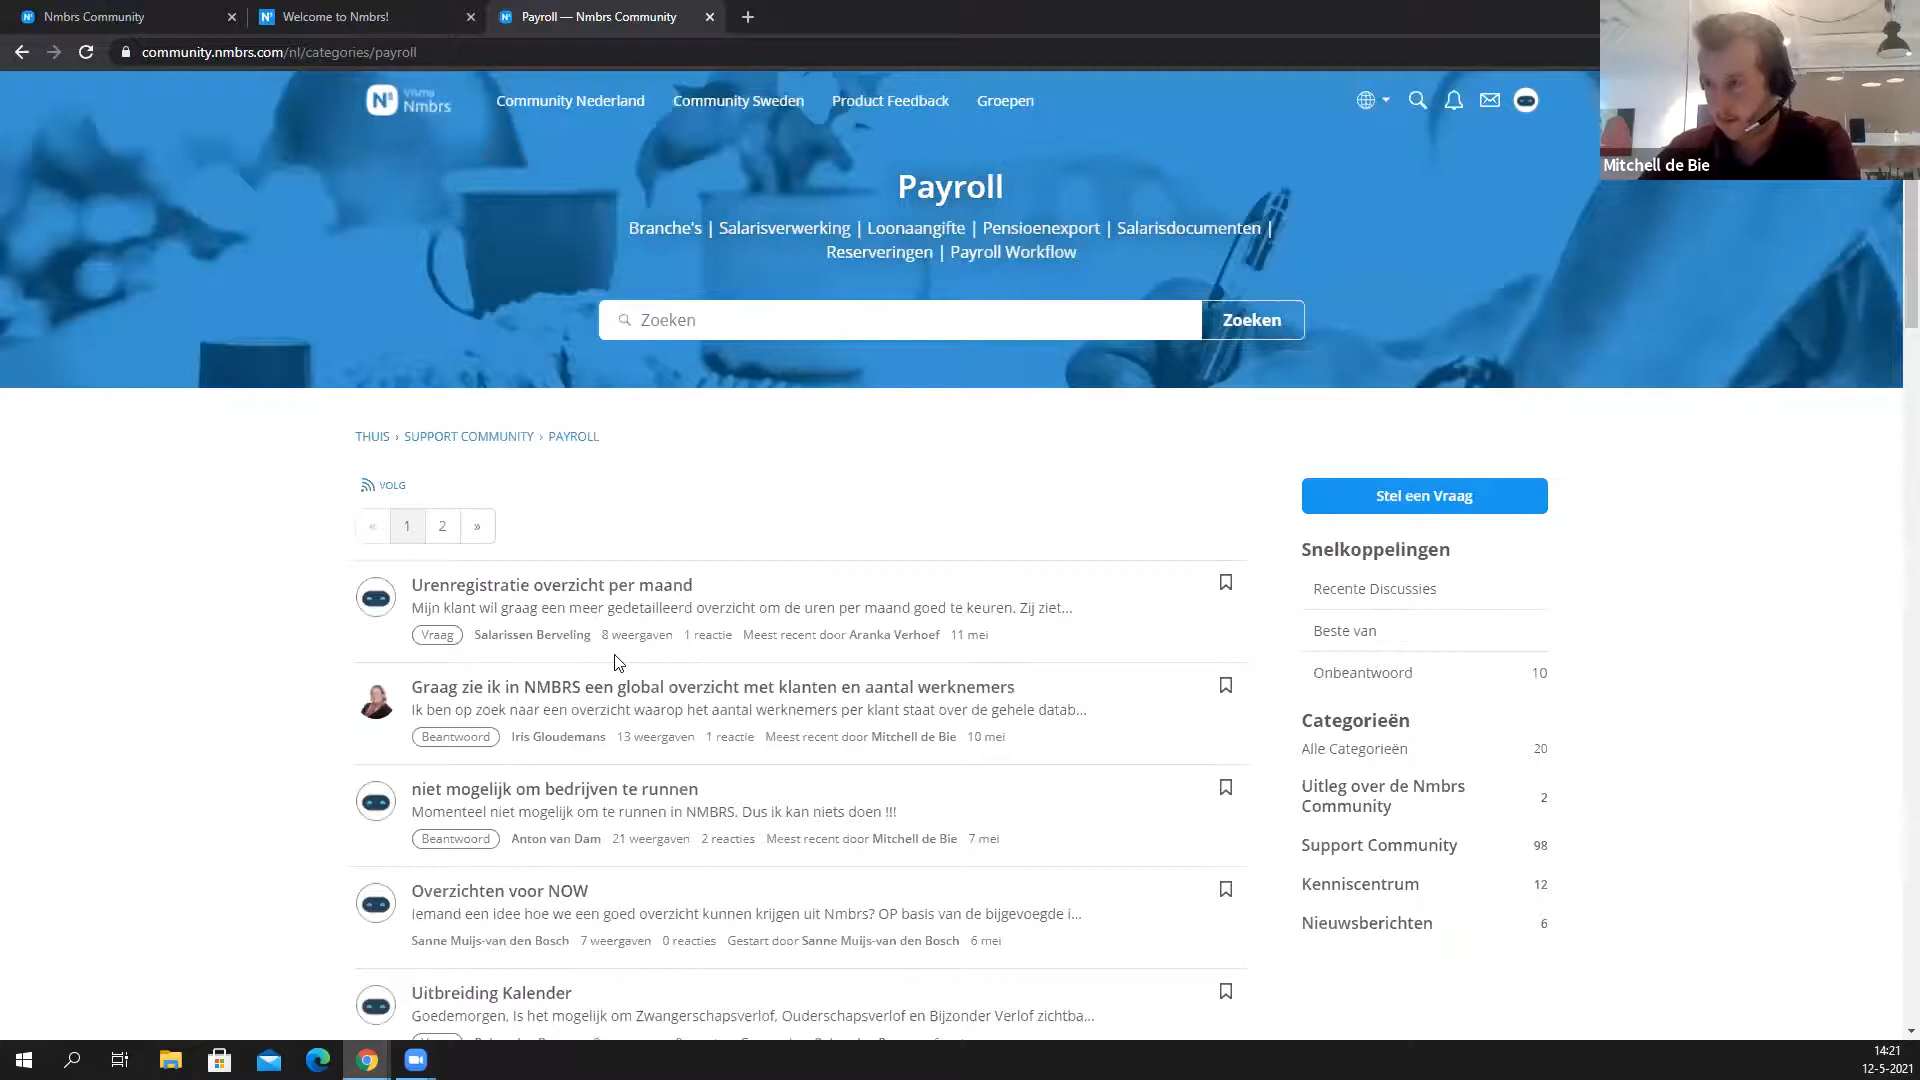 Nmbrs Community
Welcome to Nmbrs!
Payroll — Nmbrs Community
community.nmbrs.com/nl/categories/payroll
Visma
Nmbrs
Community Nederland
Community Sweden
Product Feedback
Groepen
Mitchell de Bie
Payroll
Branche's | Salarisverwerking | Loonaangifte | Pensioenexport | Salarisdocumenten |
Reserveringen | Payroll Workflow
Zoeken
Zoeken
THUIS › SUPPORT COMMUNITY › PAYROLL
VOLG
« 1 2 »
Urenregistratie overzicht per maand
Mijn klant wil graag een meer gedetailleerd overzicht om de uren per maand goed te keuren. Zij ziet...
Vraag Salarissen Berveling 8 weergaven 1 reactie Meest recent door Aranka Verhoef 11 mei
Graag zie ik in NMBRS een global overzicht met klanten en aantal werknemers
Ik ben op zoek naar een overzicht waarop het aantal werknemers per klant staat over de gehele datab...
Beantwoord Iris Gloudemans 13 weergaven 1 reactie Meest recent door Mitchell de Bie 10 mei
niet mogelijk om bedrijven te runnen
Momenteel niet mogelijk om te runnen in NMBRS. Dus ik kan niets doen !!!
Beantwoord Anton van Dam 21 weergaven 2 reacties Meest recent door Mitchell de Bie 7 mei
Overzichten voor NOW
Iemand een idee hoe we een goed overzicht kunnen krijgen uit Nmbrs? OP basis van de bijgevoegde i...
Sanne Muijs-van den Bosch 7 weergaven 0 reacties Gestart door Sanne Muijs-van den Bosch 6 mei
Uitbreiding Kalender
Goedemorgen, Is het mogelijk om Zwangerschapsverlof, Ouderschapsverlof en Bijzonder Verlof zichtba...
Stel een Vraag
Snelkoppelingen
Recente Discussies
Beste van
Onbeantwoord 10
Categorieën
Alle Categorieën 20
Uitleg over de Nmbrs
Community 2
Support Community 98
Kenniscentrum 12
Nieuwsberichten 6
14:21
12-5-2021